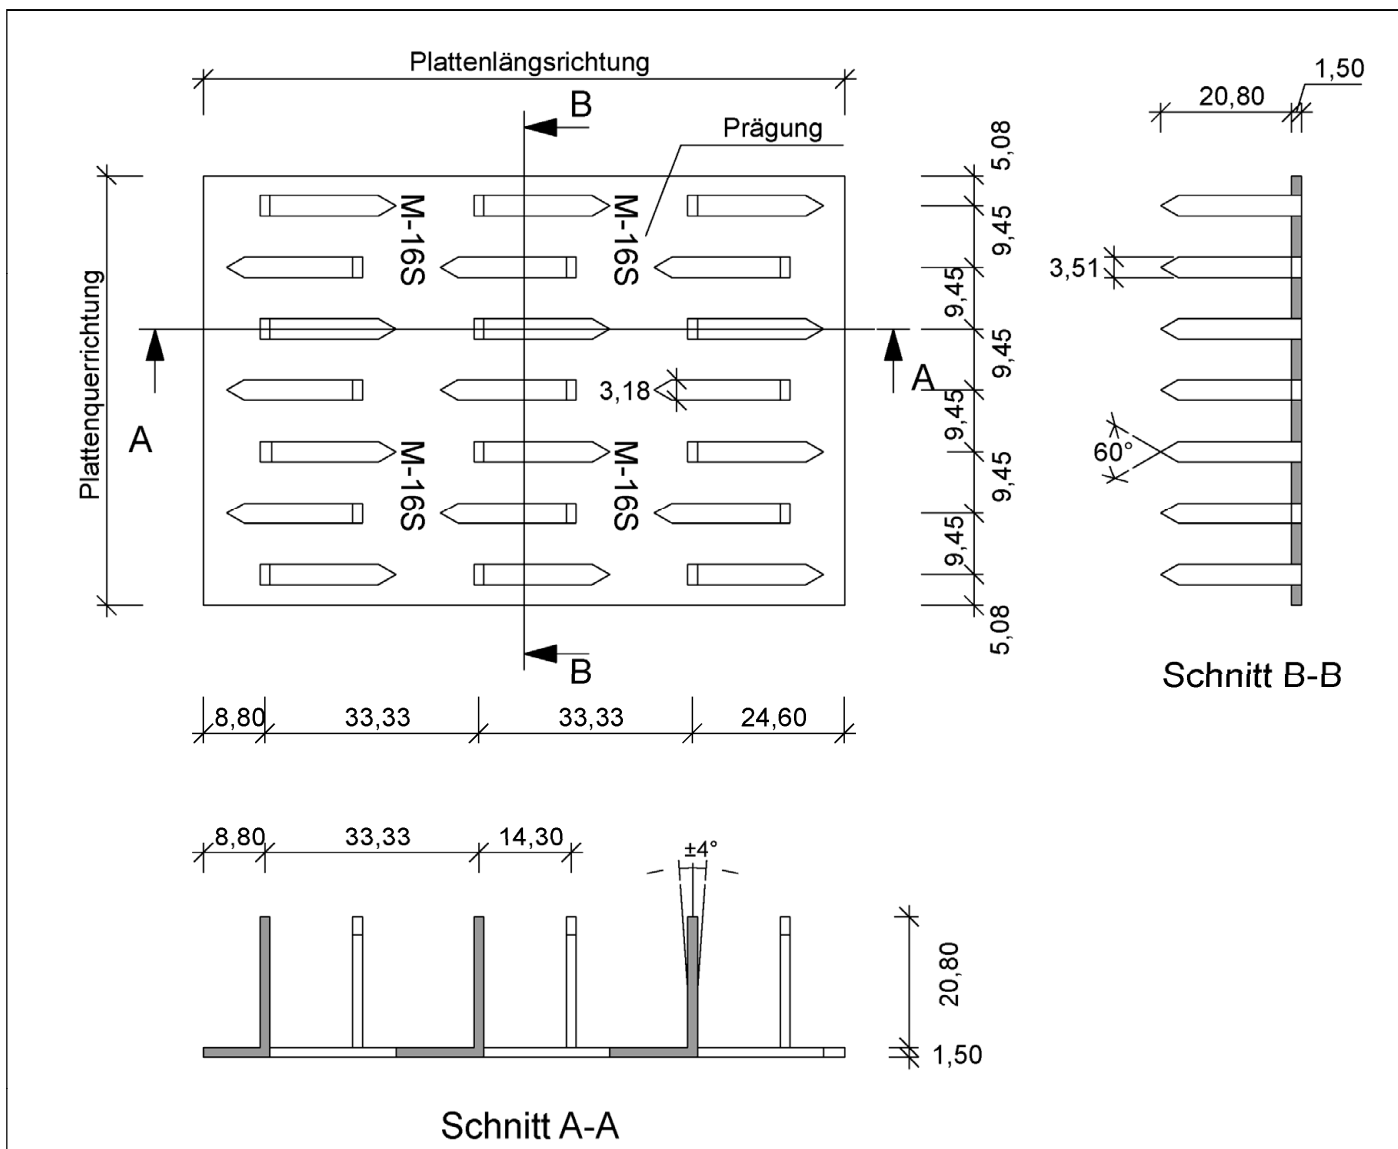 Plattenlängsrichtung
B
Prägung
20,80
1,50
5,08
9,45
9,45
9,45
9,45
9,45
9,45
5,08
M-16S
M-16S
3,51
Plattenquerrichtung
A
A
3,18
60°
M-16S
M-16S
B
Schnitt B-B
8,80
33,33
33,33
24,60
8,80
33,33
14,30
±4°
20,80
1,50
Schnitt A-A